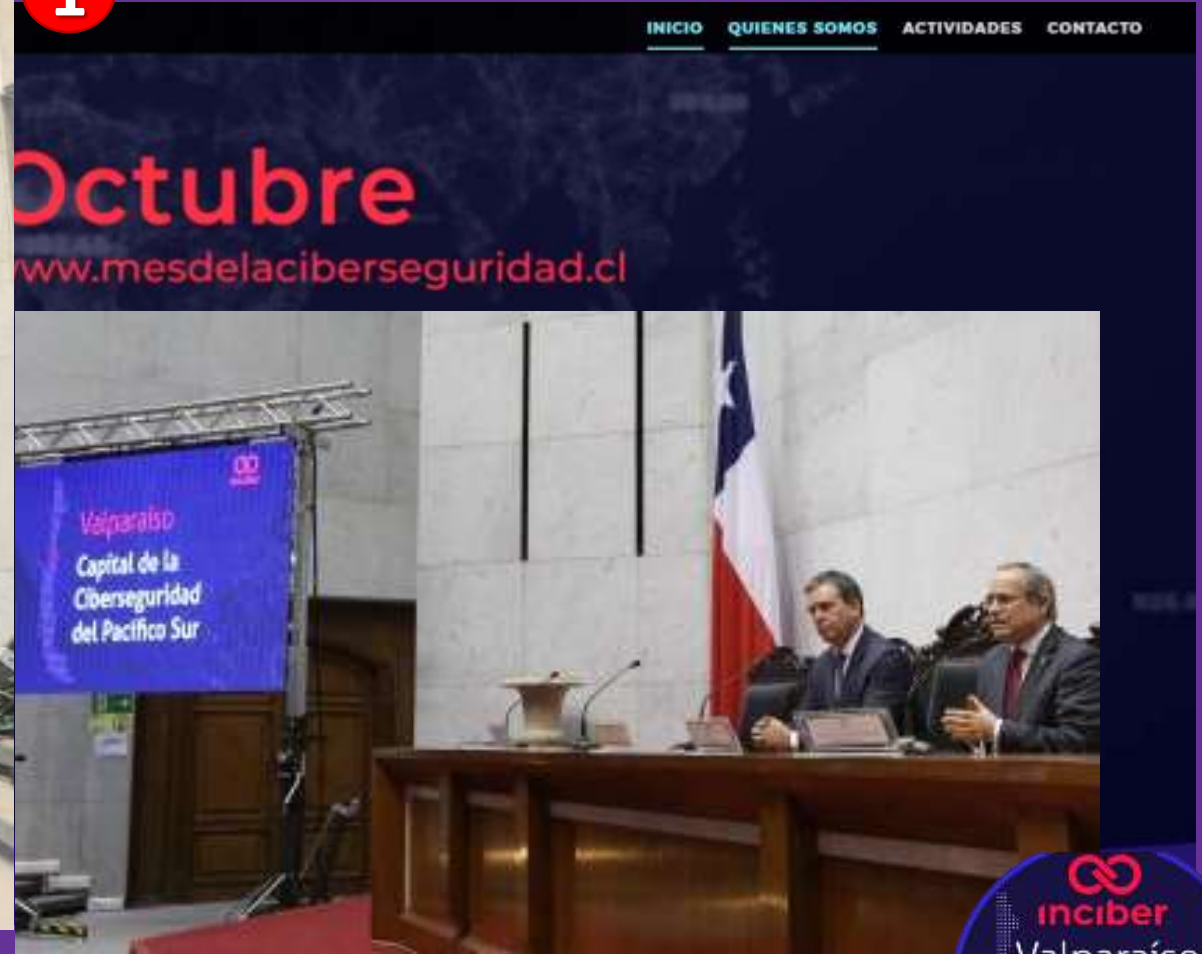 1
INICIO QUIENES SOMOS ACTIVIDADES CONTACTO
Octubre
www.mesdelaciberseguridad.cl
inciber
Valparaíso
Capital de la
Ciberseguridad
del Pacífico Sur
inciber
Valparaíso